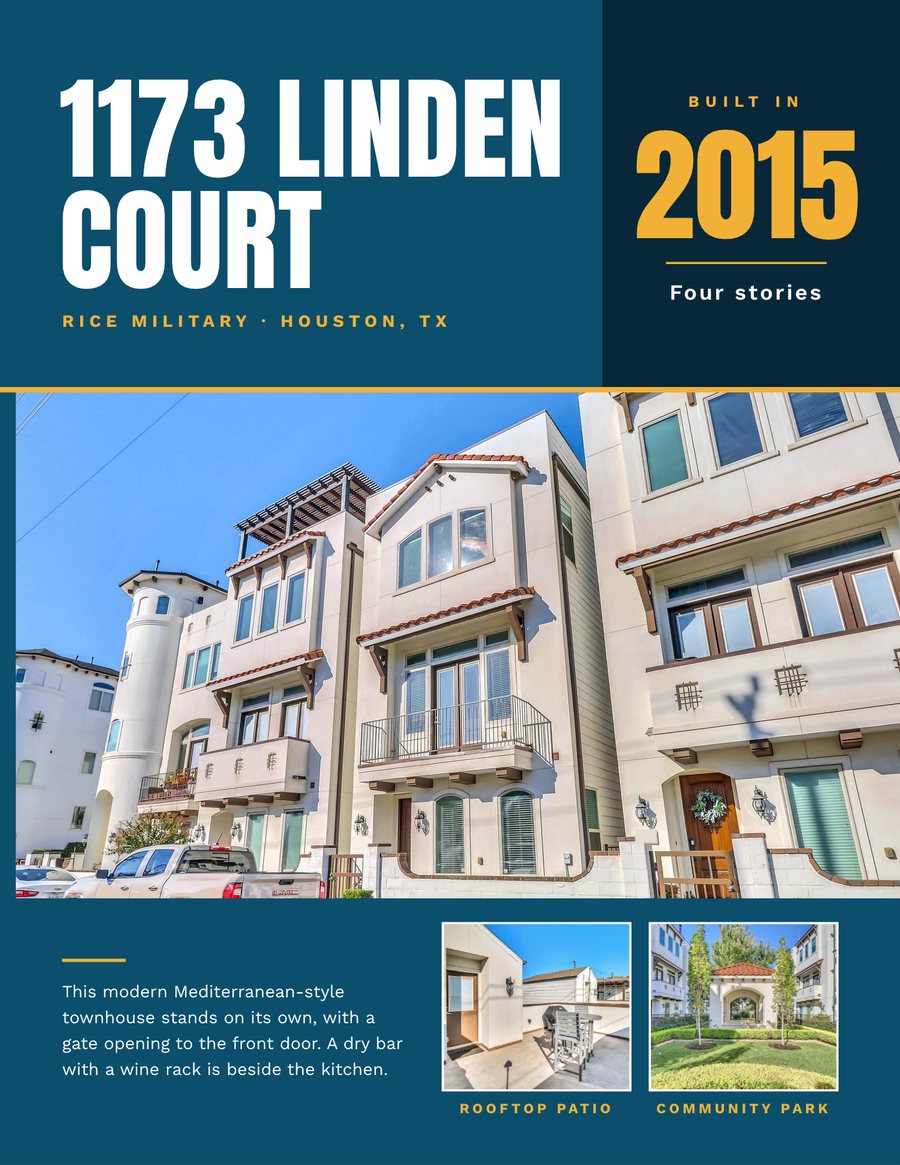 1173 LINDEN
COURT
RICE MILITARY · HOUSTON, TX
BUILT IN
2015
Four stories
This modern Mediterranean-style
townhouse stands on its own, with a
gate opening to the front door. A dry bar
with a wine rack is beside the kitchen.
ROOFTOP PATIO
COMMUNITY PARK